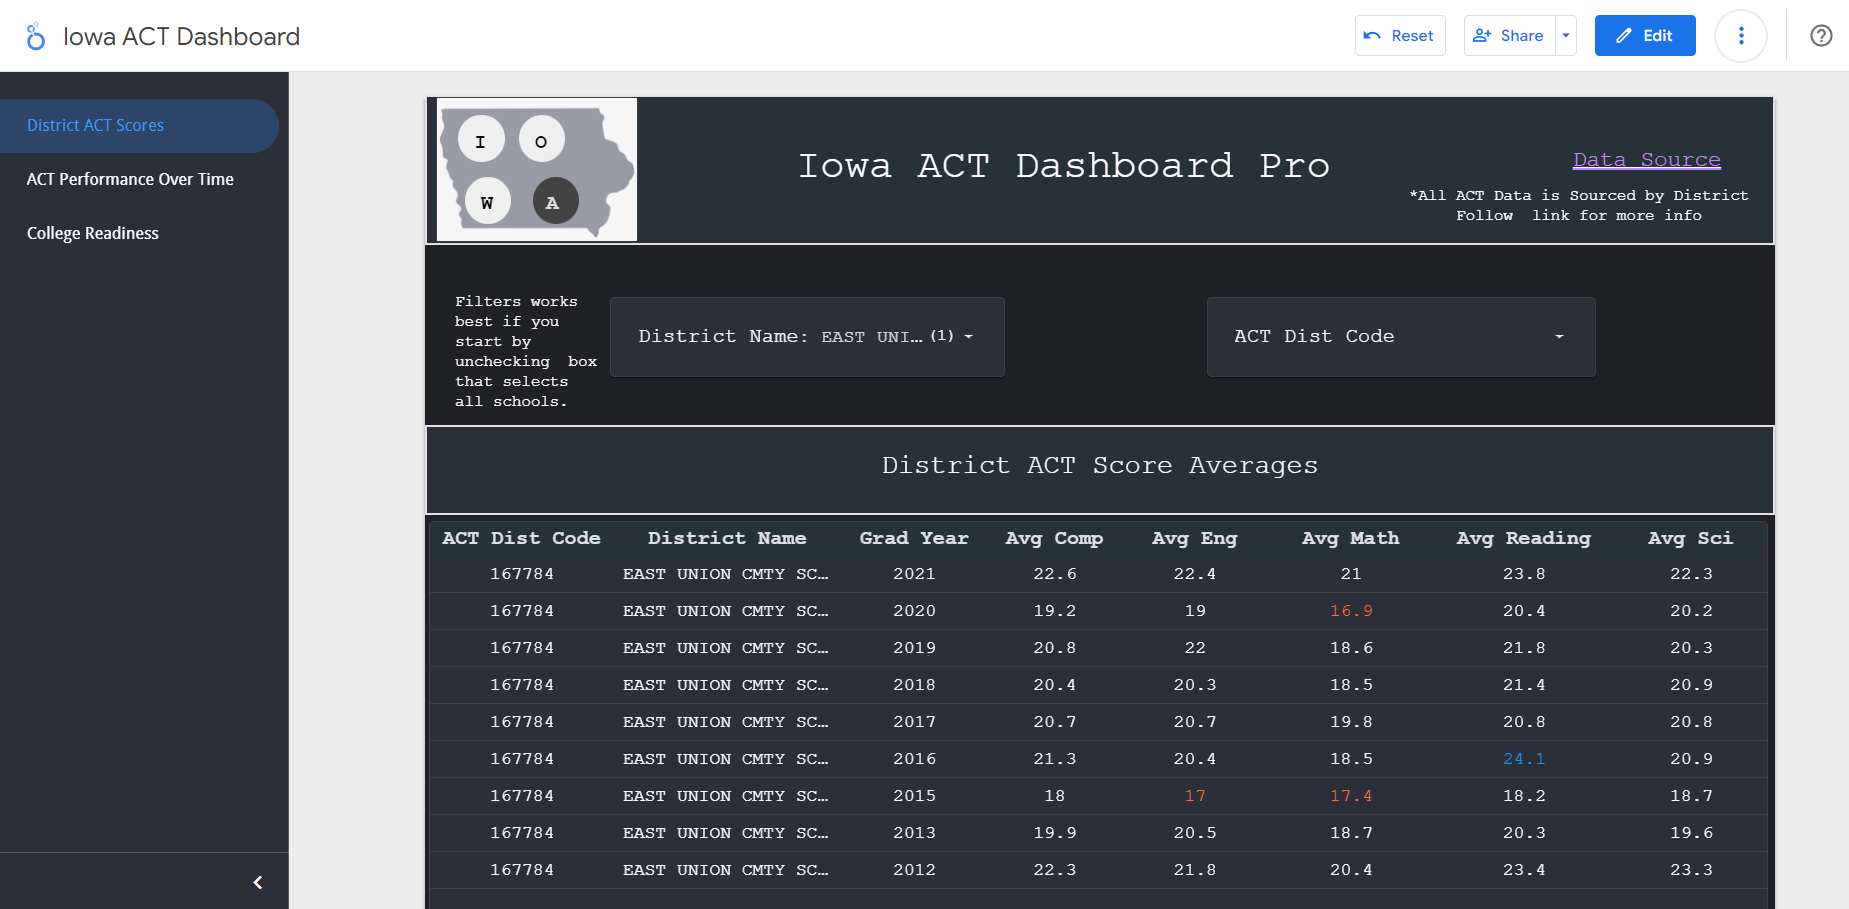 Iowa ACT Dashboard
Reset
Share
Edit
District ACT Scores
ACT Performance Over Time
College Readiness
I O
W A
Iowa ACT Dashboard Pro
Data Source
*All ACT Data is Sourced by District
Follow link for more info
Filters works
best if you
start by
unchecking box
that selects
all schools.
District Name: EAST UNI... (1)
ACT Dist Code
District ACT Score Averages
ACT Dist Code District Name Grad Year Avg Comp Avg Eng Avg Math Avg Reading Avg Sci
167784 EAST UNION CMTY SC... 2021 22.6 22.4 21 23.8 22.3
167784 EAST UNION CMTY SC... 2020 19.2 19 16.9 20.4 20.2
167784 EAST UNION CMTY SC... 2019 20.8 22 18.6 21.8 20.3
167784 EAST UNION CMTY SC... 2018 20.4 20.3 18.5 21.4 20.9
167784 EAST UNION CMTY SC... 2017 20.7 20.7 19.8 20.8 20.8
167784 EAST UNION CMTY SC... 2016 21.3 20.4 18.5 24.1 20.9
167784 EAST UNION CMTY SC... 2015 18 17 17.4 18.2 18.7
167784 EAST UNION CMTY SC... 2013 19.9 20.5 18.7 20.3 19.6
167784 EAST UNION CMTY SC... 2012 22.3 21.8 20.4 23.4 23.3